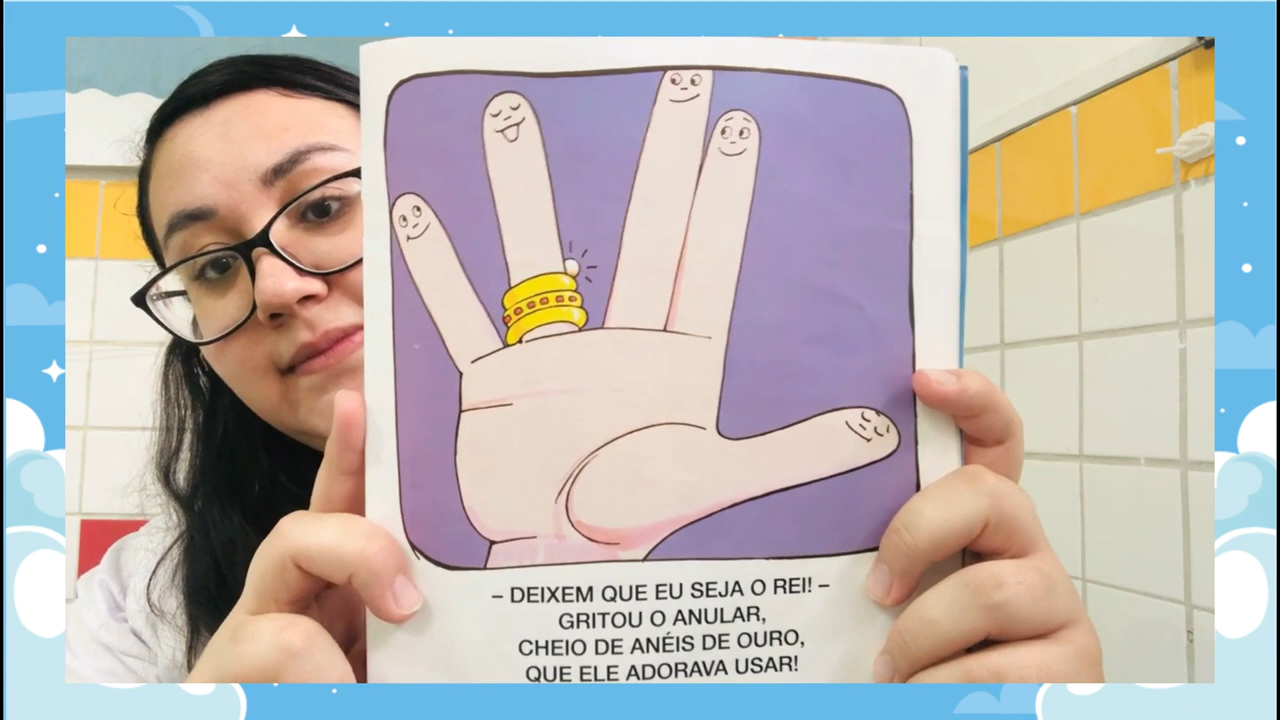 – DEIXEM QUE EU SEJA O REI! –
GRITOU O ANULAR,
CHEIO DE ANÉIS DE OURO,
QUE ELE ADORAVA USAR!